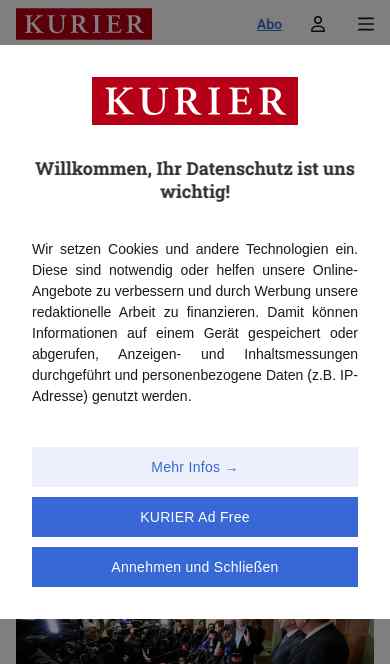 KURIER
Abo
KURIER
Willkommen, Ihr Datenschutz ist uns
wichtig!
Wir setzen Cookies und andere Technologien ein.
Diese sind notwendig oder helfen unsere Online-
Angebote zu verbessern und durch Werbung unsere
redaktionelle Arbeit zu finanzieren. Damit können
Informationen auf einem Gerät gespeichert oder
abgerufen, Anzeigen- und Inhaltsmessungen
durchgeführt und personenbezogene Daten (z.B. IP-
Adresse) genutzt werden.
Mehr Infos →
KURIER Ad Free
Annehmen und Schließen